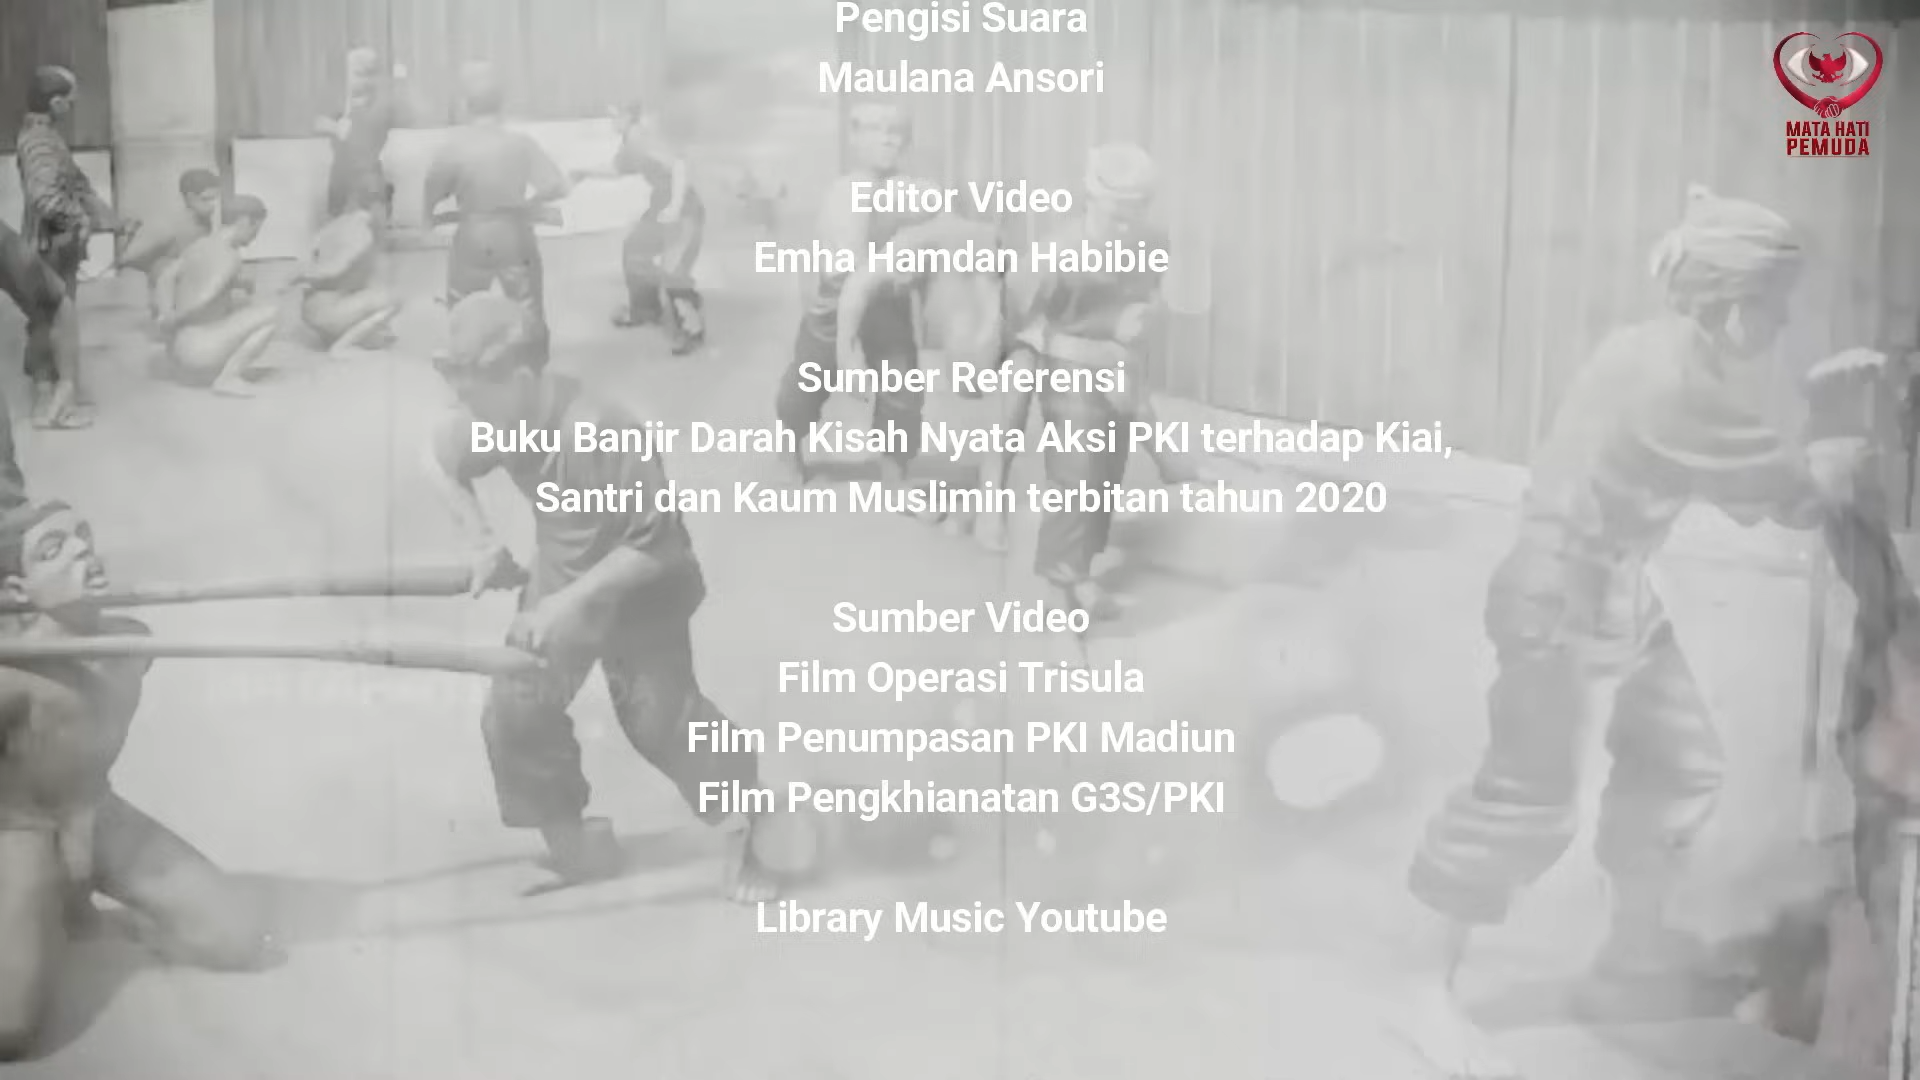 Pengisi Suara
Maulana Ansori
MATA HATI
PEMUDA
Editor Video
Emha Hamdan Habibie
Sumber Referensi
Buku Banjir Darah Kisah Nyata Aksi PKI terhadap Kiai,
Santri dan Kaum Muslimin terbitan tahun 2020
Sumber Video
Film Operasi Trisula
Film Penumpasan PKI Madiun
Film Pengkhianatan G3S/PKI
Library Music Youtube